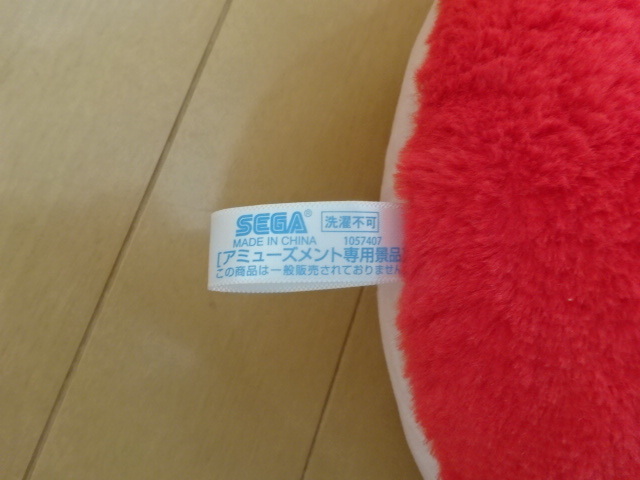 SEGA® 洗濯不可
MADE IN CHINA 1057407
[アミューズメント専用景品]
この商品は一般販売されておりません